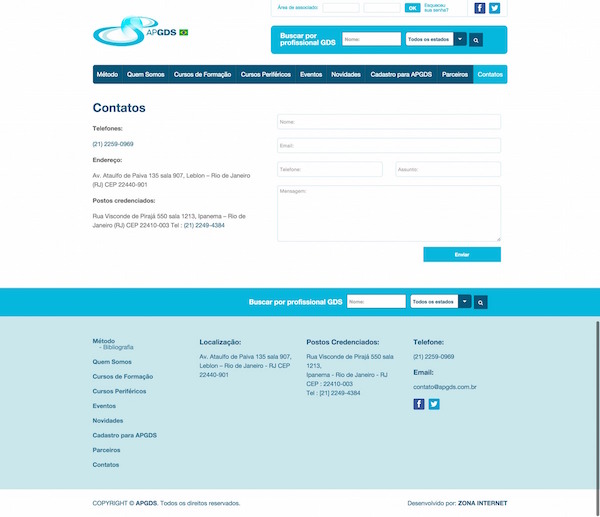 Área de associado:
OK
Esqueceu
sua senha?
APGDS
Buscar por
profissional GDS
Nome:
Todos os estados
Método
Quem Somos
Cursos de Formação
Cursos Periféricos
Eventos
Novidades
Cadastro para APGDS
Parceiros
Contatos
Contatos
Telefones:
(21) 2259-0969
Endereço:
Av. Ataulfo de Paiva 135 sala 907, Leblon – Rio de Janeiro
(RJ) CEP 22440-901
Postos credenciados:
Rua Visconde de Pirajá 550 sala 1213, Ipanema – Rio de
Janeiro (RJ) CEP 22410-003 Tel : (21) 2249-4384
Nome:
Email:
Telefone:
Assunto:
Mensagem:
Enviar
Buscar por profissional GDS
Nome:
Todos os estados
Método
- Bibliografia
Quem Somos
Cursos de Formação
Cursos Periféricos
Eventos
Novidades
Cadastro para APGDS
Parceiros
Contatos
Localização:
Av. Ataulfo de Paiva 135 sala 907,
Leblon – Rio de Janeiro - RJ CEP
22440-901
Postos Credenciados:
Rua Visconde de Pirajá 550 sala
1213,
Ipanema - Rio de Janeiro - RJ
CEP : 22410-003
Tel : [21) 2249-4384
Telefone:
(21) 2259-0969
Email:
contato@apgds.com.br
COPYRIGHT © APGDS. Todos os direitos reservados.
Desenvolvido por: ZONA INTERNET